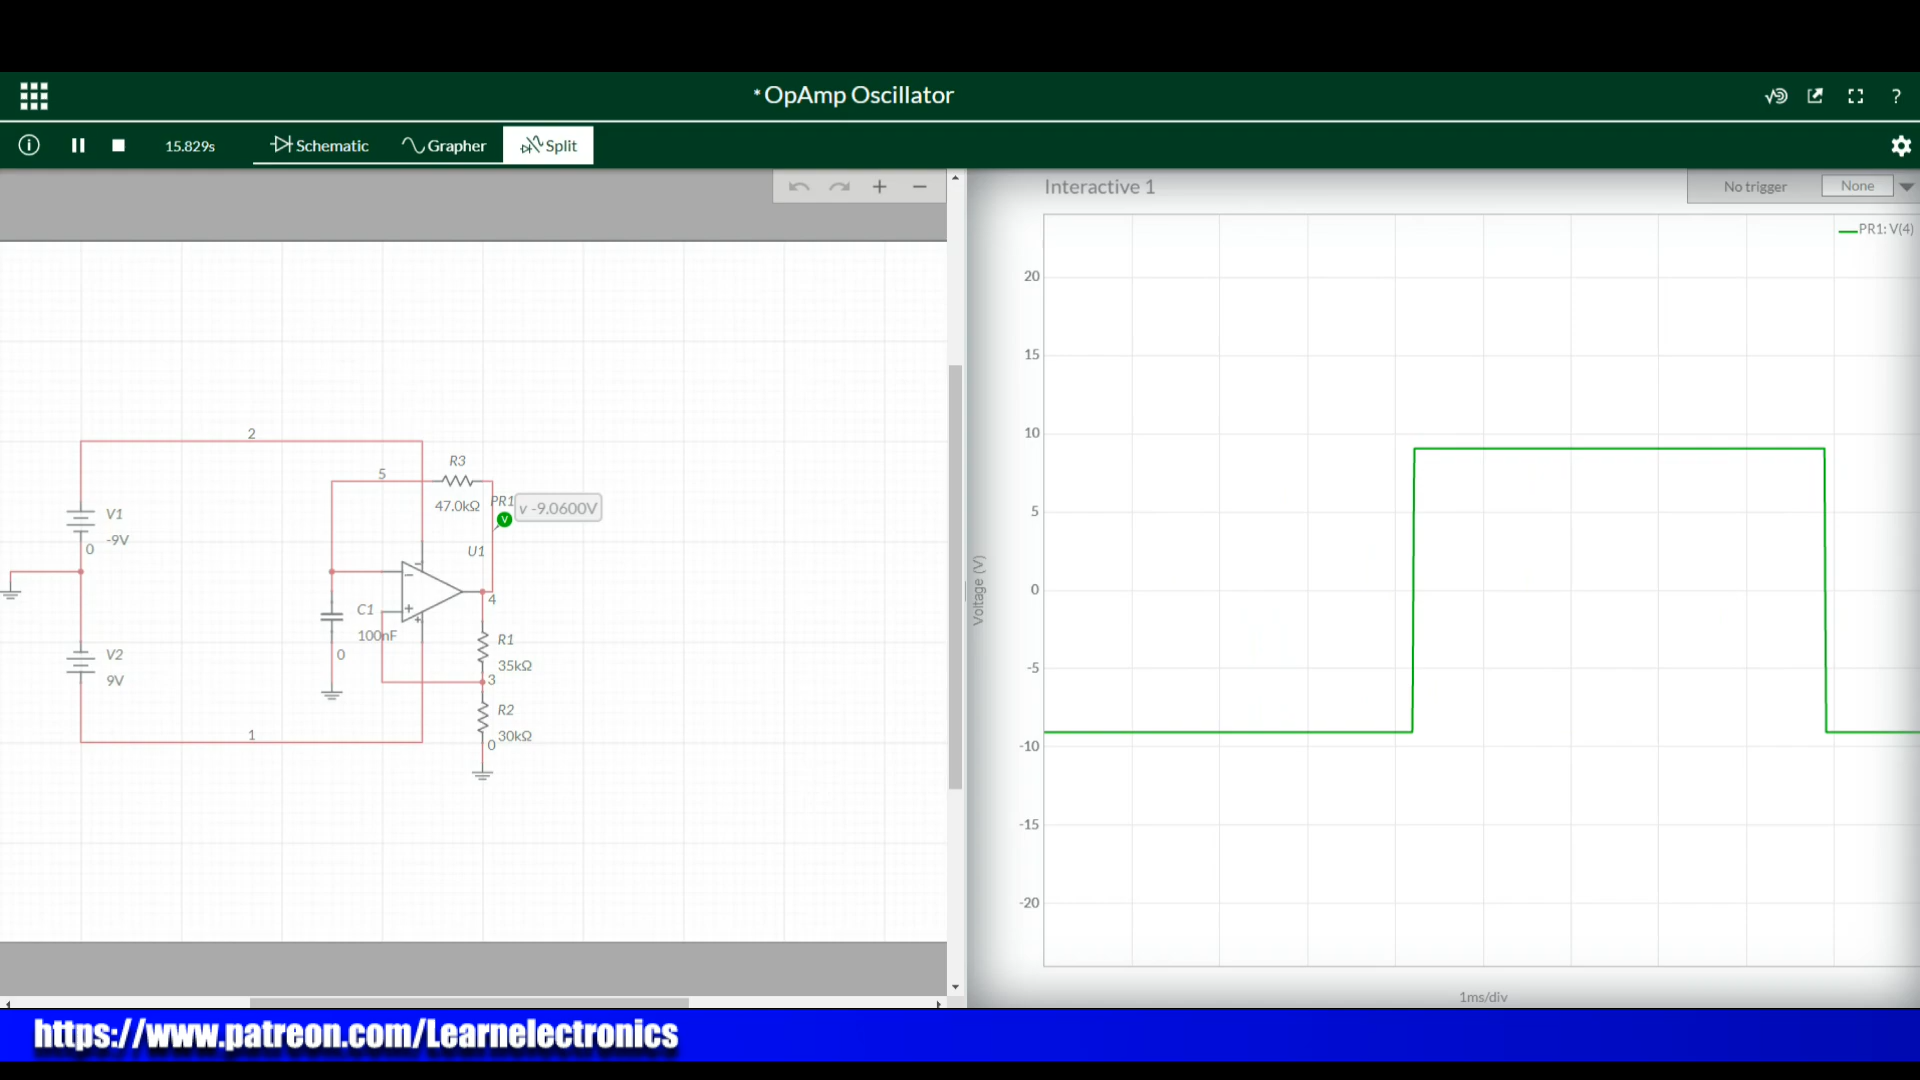 *OpAmp Oscillator
?
15.829s
Schematic
Grapher
Split
Interactive 1
No trigger
None
PR1: V(4)
20
15
10
5
0
-5
-10
-15
-20
Voltage (V)
1ms/div
2
R3
5
47.0kΩ
PR1
v -9.0600V
V
V1
-9V
0
U1
4
C1
100nF
0
R1
35kΩ
V2
9V
3
R2
30kΩ
0
1
https://www.patreon.com/Learnelectronics